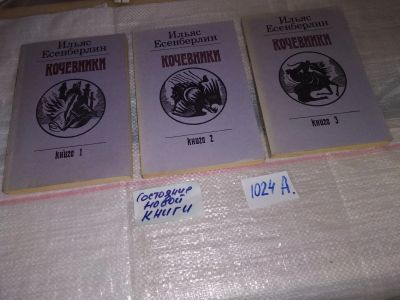 Ильяс
Есенберлин
КОЧЕВНИКИ
книга 1
Ильяс
Есенберлин
КОЧЕВНИКИ
книга 2
Ильяс
Есенберлин
КОЧЕВНИКИ
книга 3
Состояние
новой
книги
1024 А.